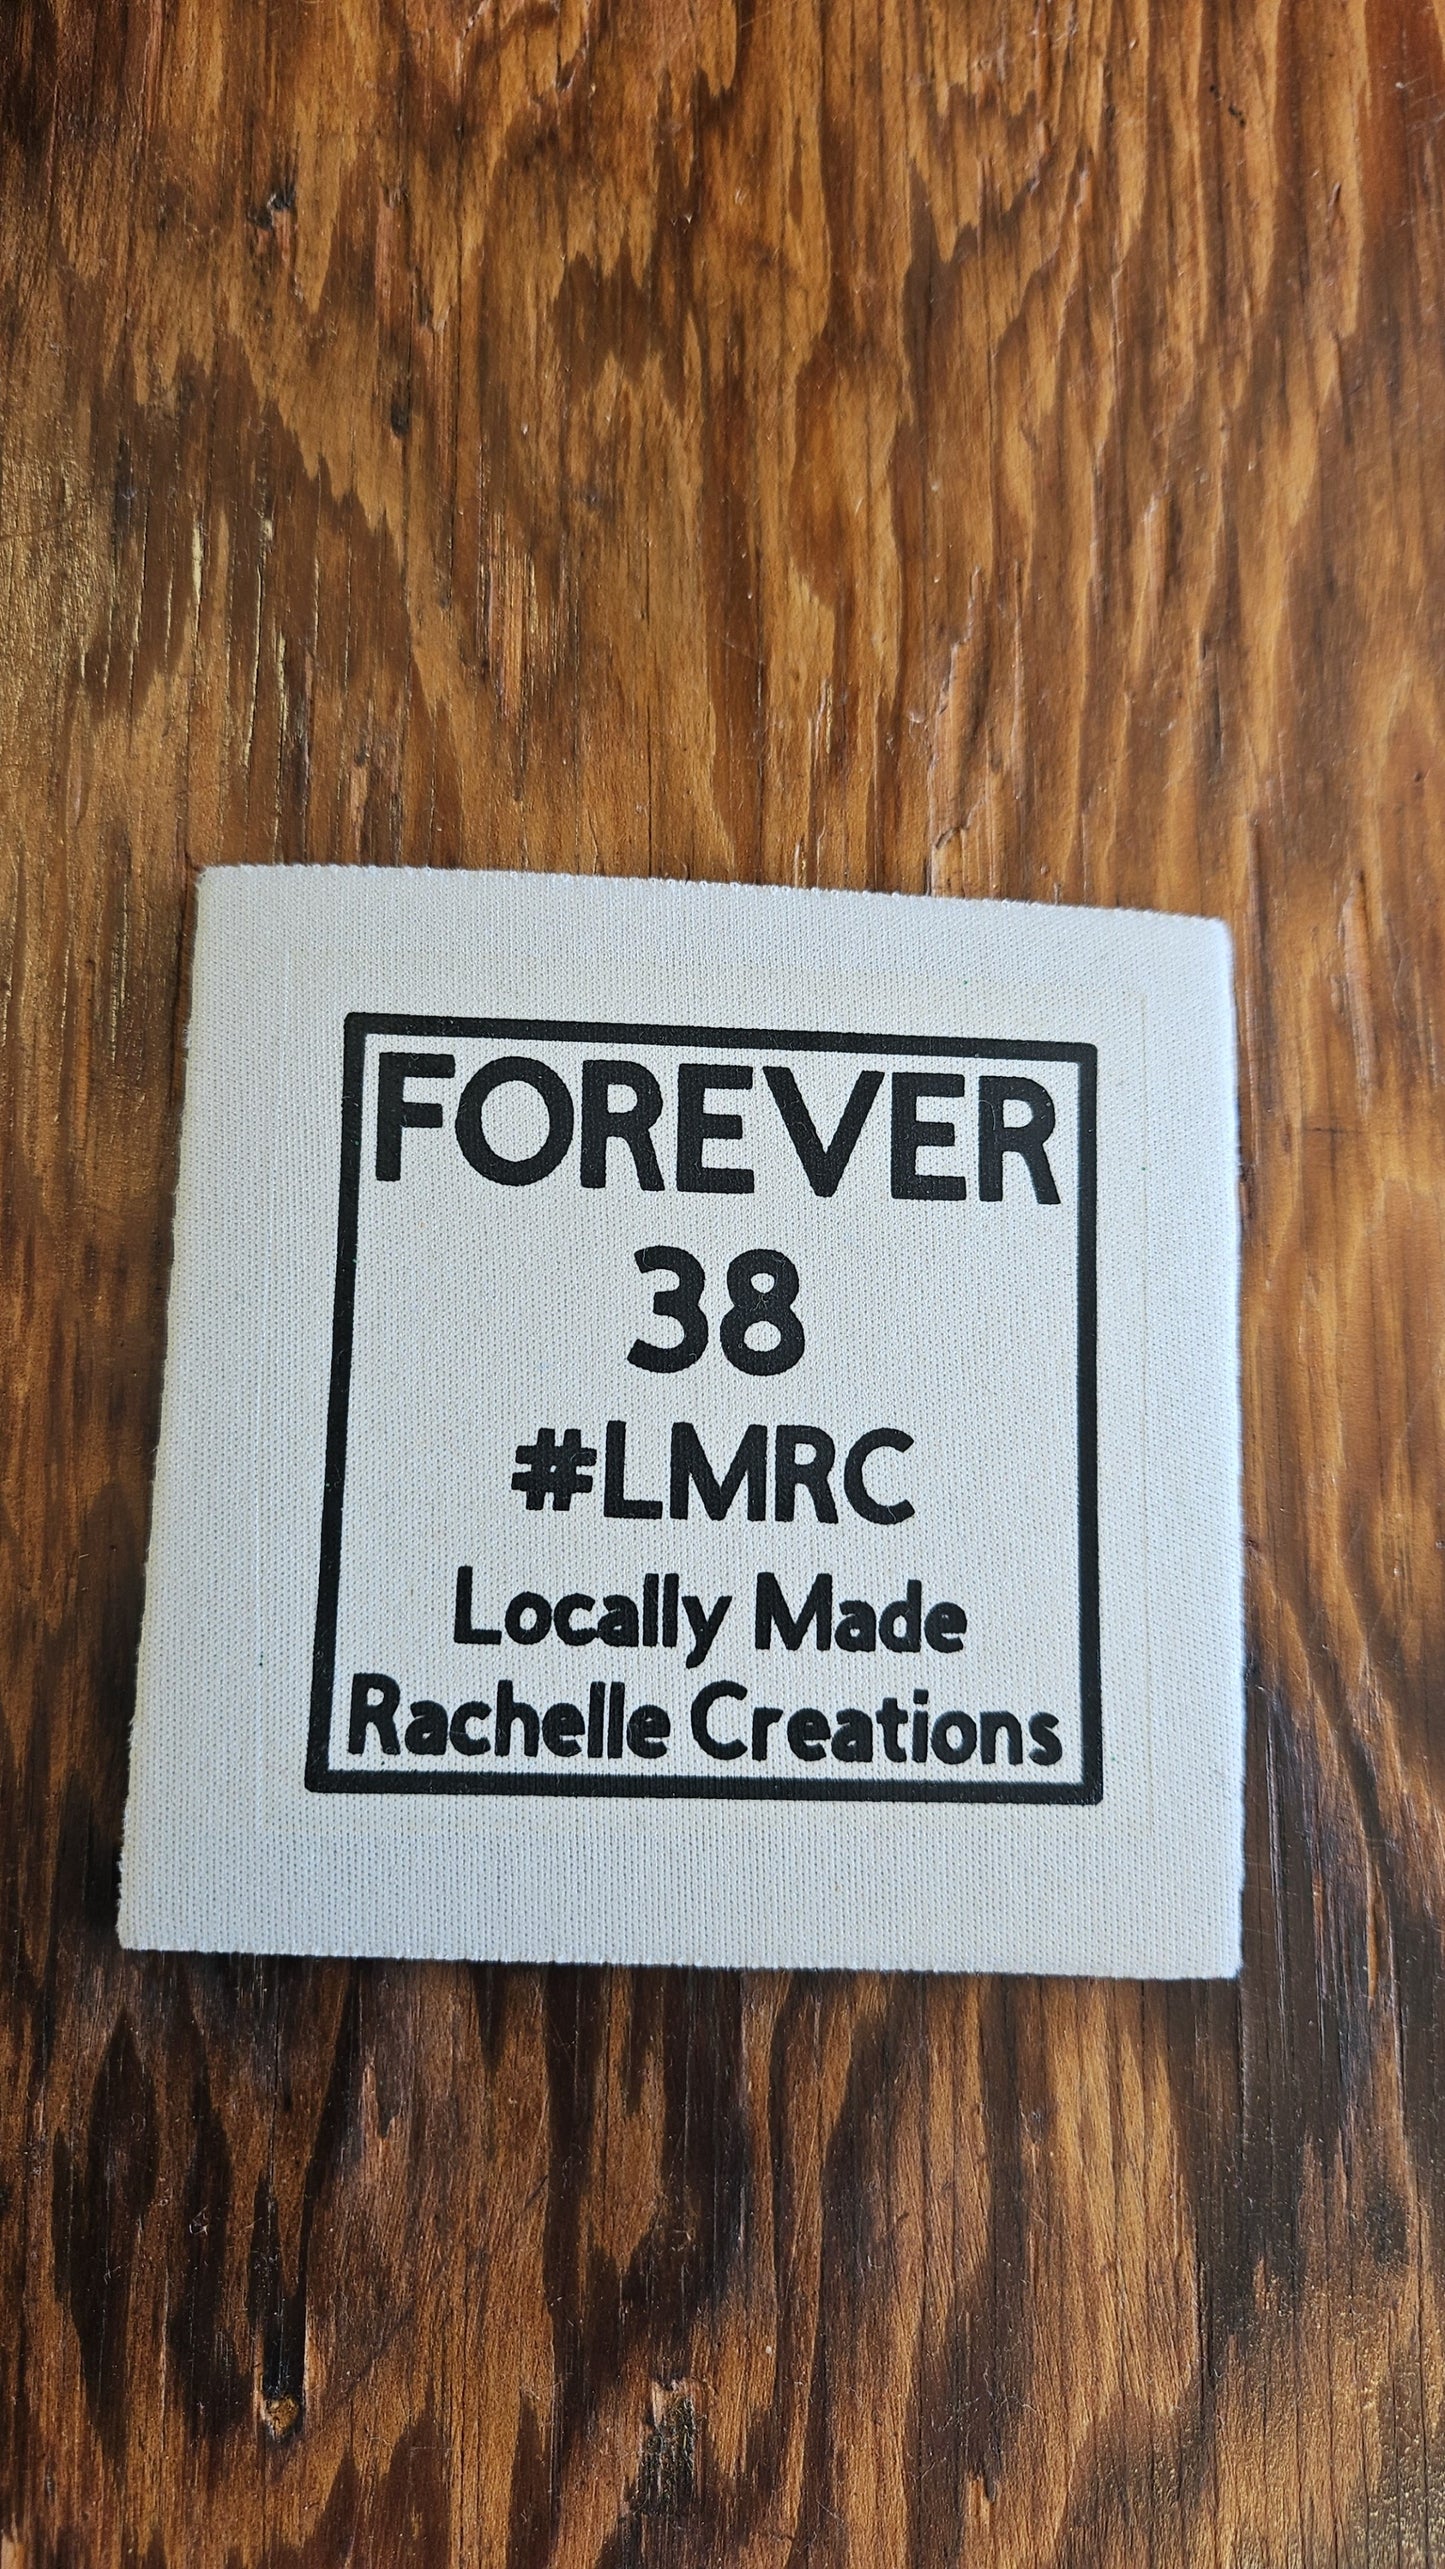 FOREVER
38
#LMRC
Locally Made
Rachelle Creations